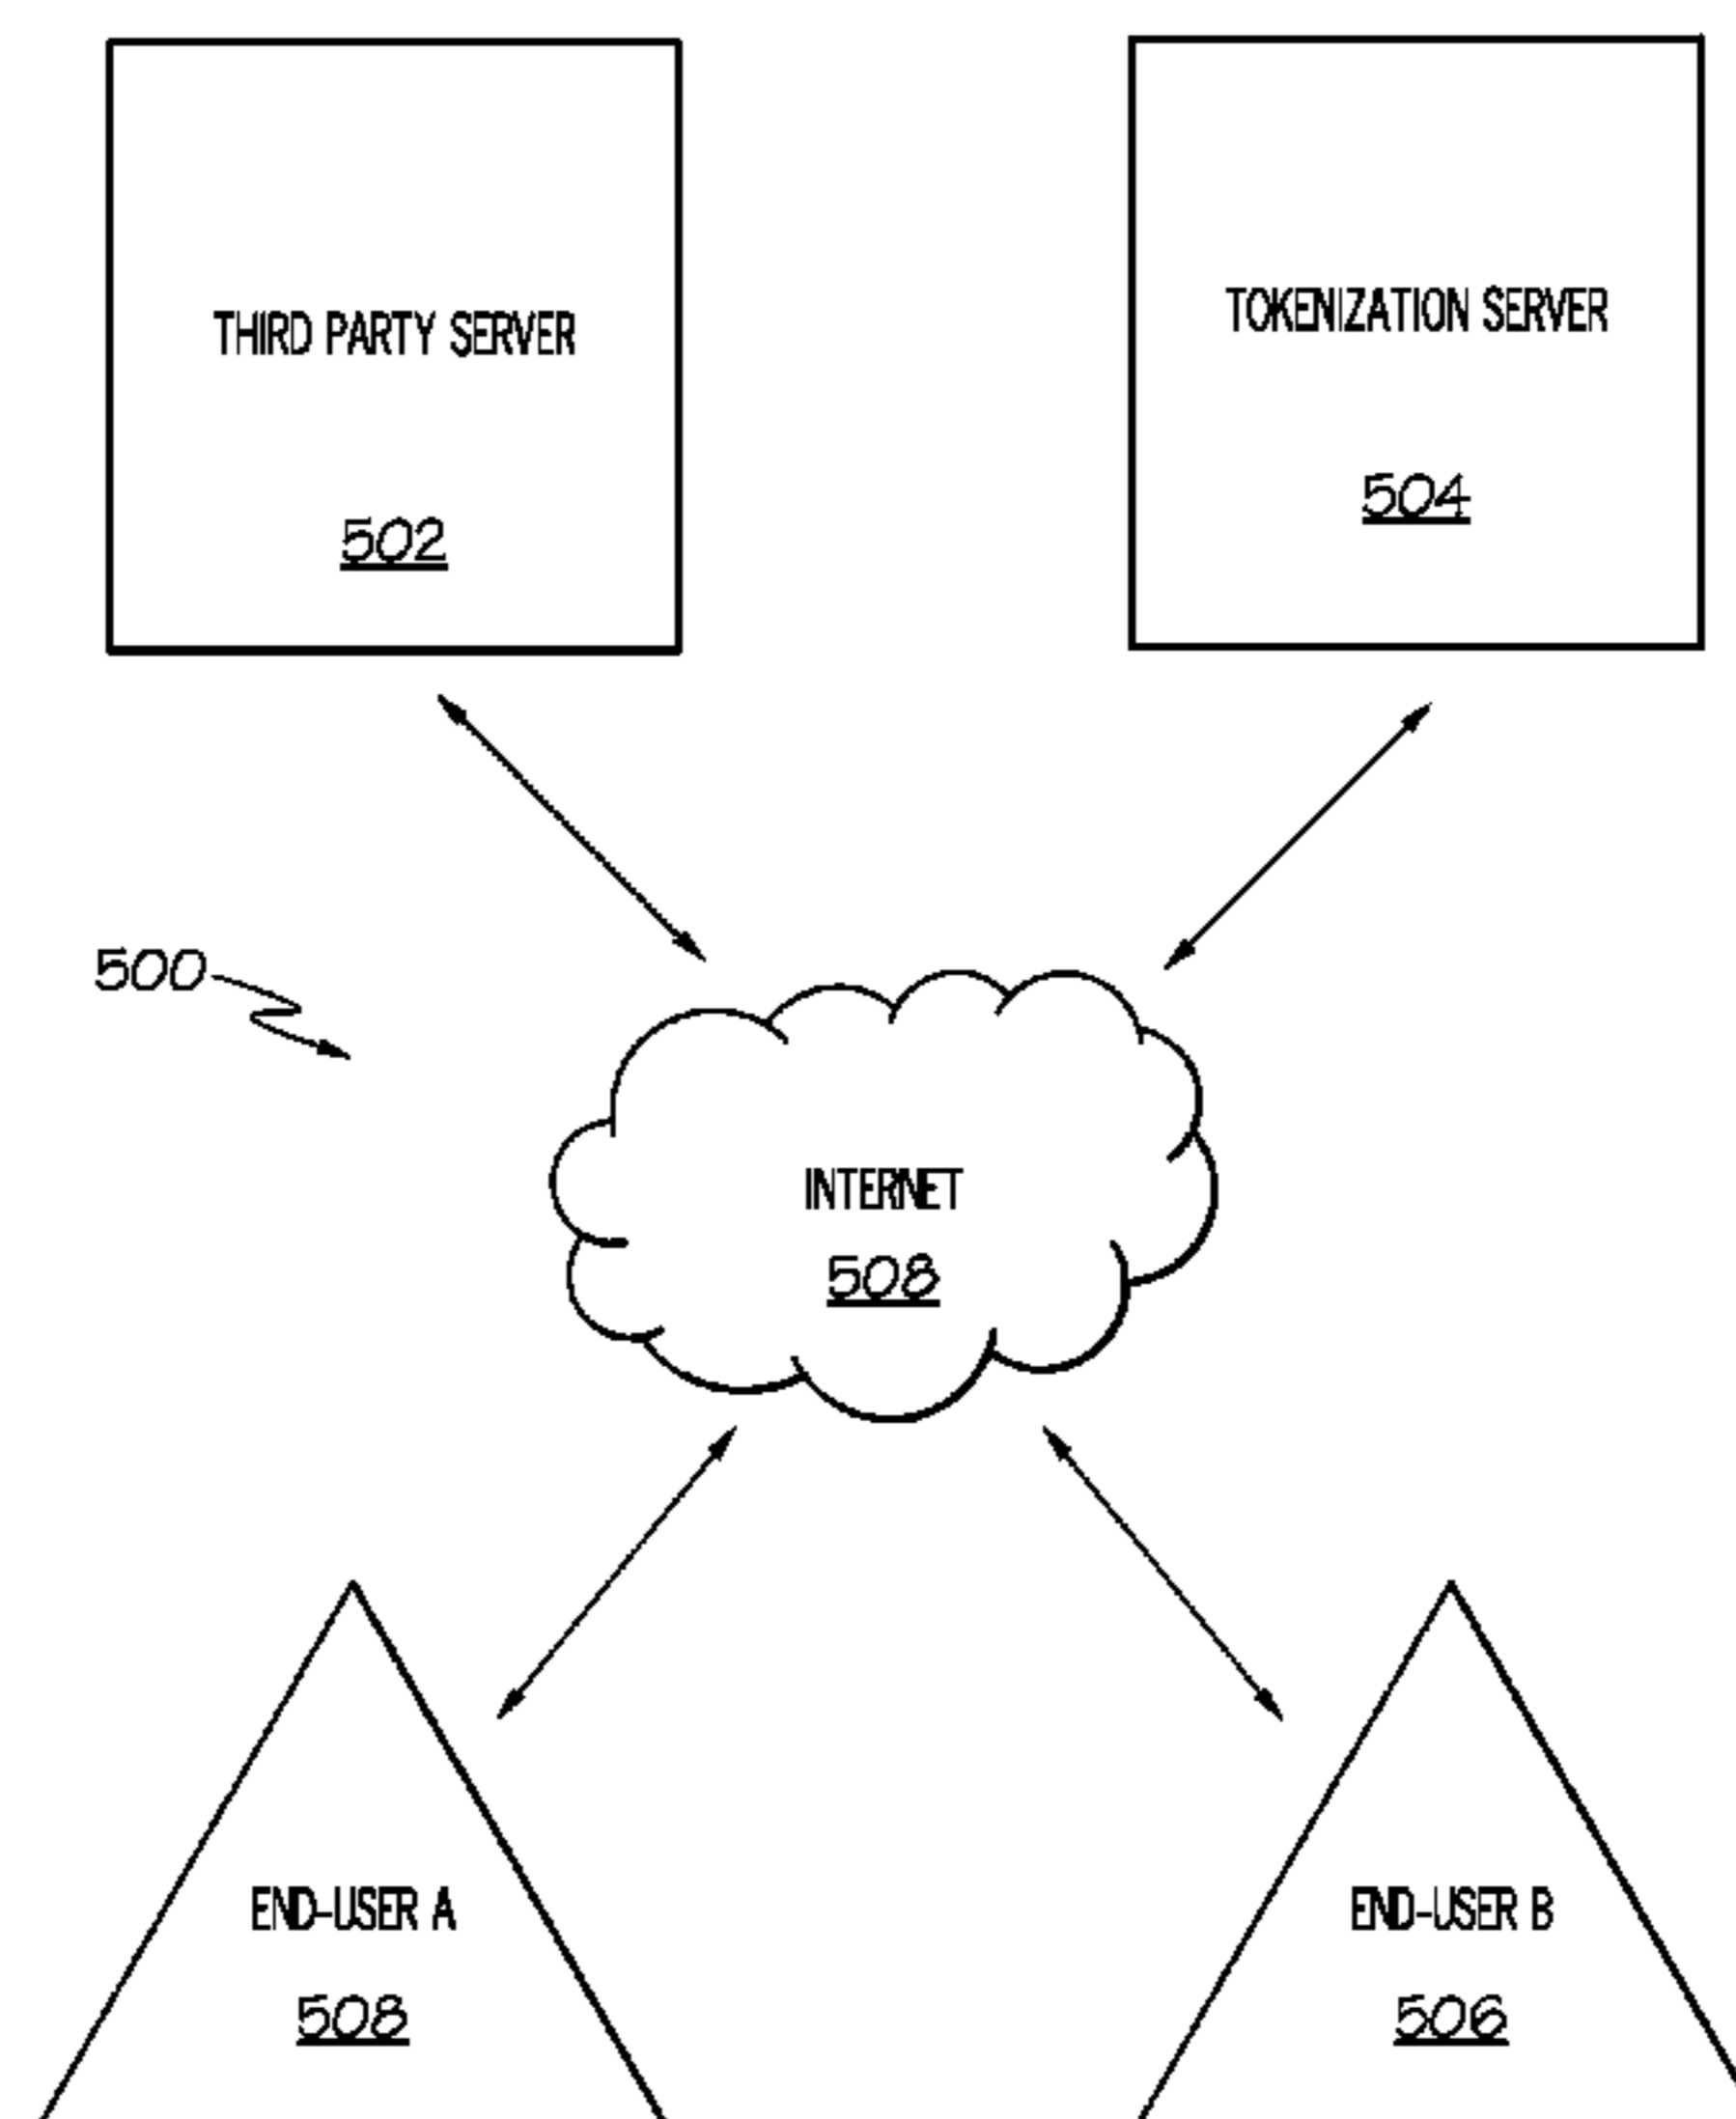 THIRD PARTY SERVER
502
TOKENIZATION SERVER
504
500
INTERNET
508
END-USER A
508
END-USER B
506